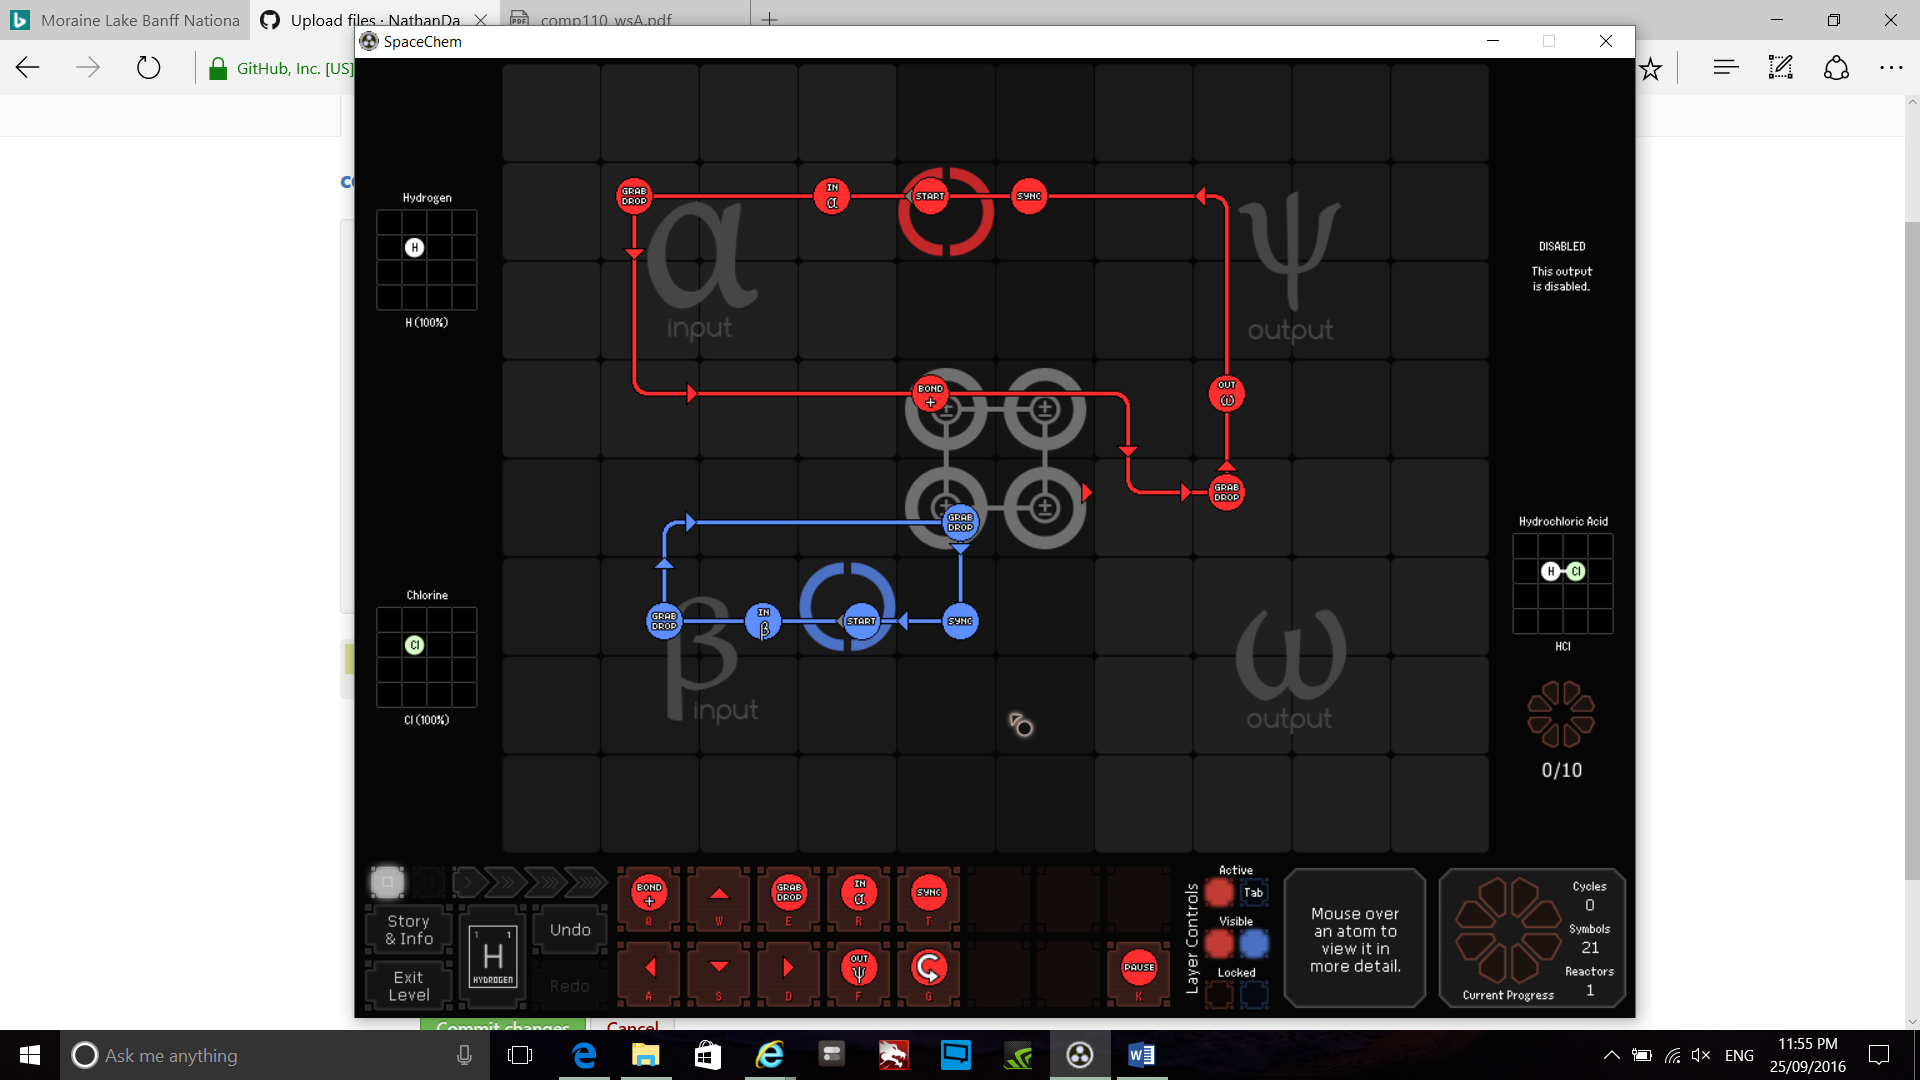 Moraine Lake Banff Nationa
Upload files · NathanDa
comp110_wsA.pdf
GitHub, Inc. [US]
SpaceChem
GRAB DROP
IN α
START
SYNC
α
input
ψ
output
Hydrogen
H
H (100%)
DISABLED
This output
is disabled.
BOND +
OUT ω
GRAB DROP
GRAB DROP
Hydrochloric Acid
H Cl
HCl
0/10
Chlorine
Cl
Cl (100%)
GRAB DROP
IN β
START
SYNC
β
input
ω
output
Story
& Info
Exit
Level
1 1
H
HYDROGEN
Undo
Redo
BOND + Q
W
GRAB DROP E
IN α R
SYNC T
A
S
D
OUT ψ F
G
PAUSE K
Layer Controls
Active
Tab
Visible
Locked
Mouse over
an atom to
view it in
more detail.
Cycles
0
Symbols
21
Reactors
1
Current Progress
Commit changes
Cancel
Ask me anything
ENG
11:55 PM
25/09/2016